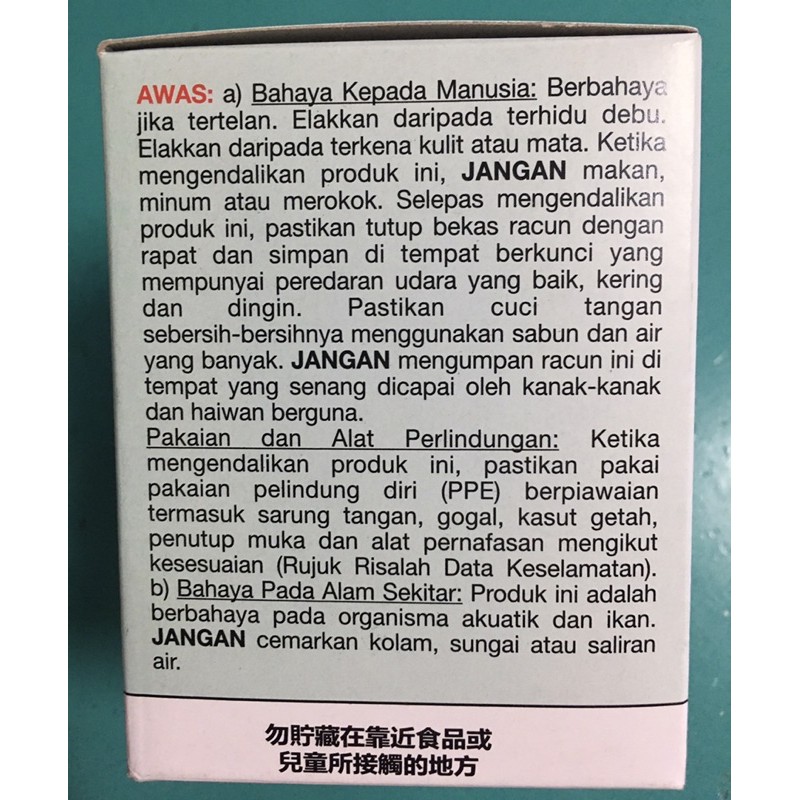 AWAS: a) Bahaya Kepada Manusia: Berbahaya
jika tertelan. Elakkan daripada terhidu debu.
Elakkan daripada terkena kulit atau mata. Ketika
mengendalikan produk ini, JANGAN makan,
minum atau merokok. Selepas mengendalikan
produk ini, pastikan tutup bekas racun dengan
rapat dan simpan di tempat berkunci yang
mempunyai peredaran udara yang baik, kering
dan dingin. Pastikan cuci tangan
sebersih-bersihnya menggunakan sabun dan air
yang banyak. JANGAN mengumpan racun ini di
tempat yang senang dicapai oleh kanak-kanak
dan haiwan berguna.
Pakaian dan Alat Perlindungan: Ketika
mengendalikan produk ini, pastikan pakai
pakaian pelindung diri (PPE) berpiawaian
termasuk sarung tangan, gogal, kasut getah,
penutup muka dan alat pernafasan mengikut
kesesuaian (Rujuk Risalah Data Keselamatan).
b) Bahaya Pada Alam Sekitar: Produk ini adalah
berbahaya pada organisma akuatik dan ikan.
JANGAN cemarkan kolam, sungai atau saliran
air.
勿貯藏在靠近食品或
兒童所接觸的地方